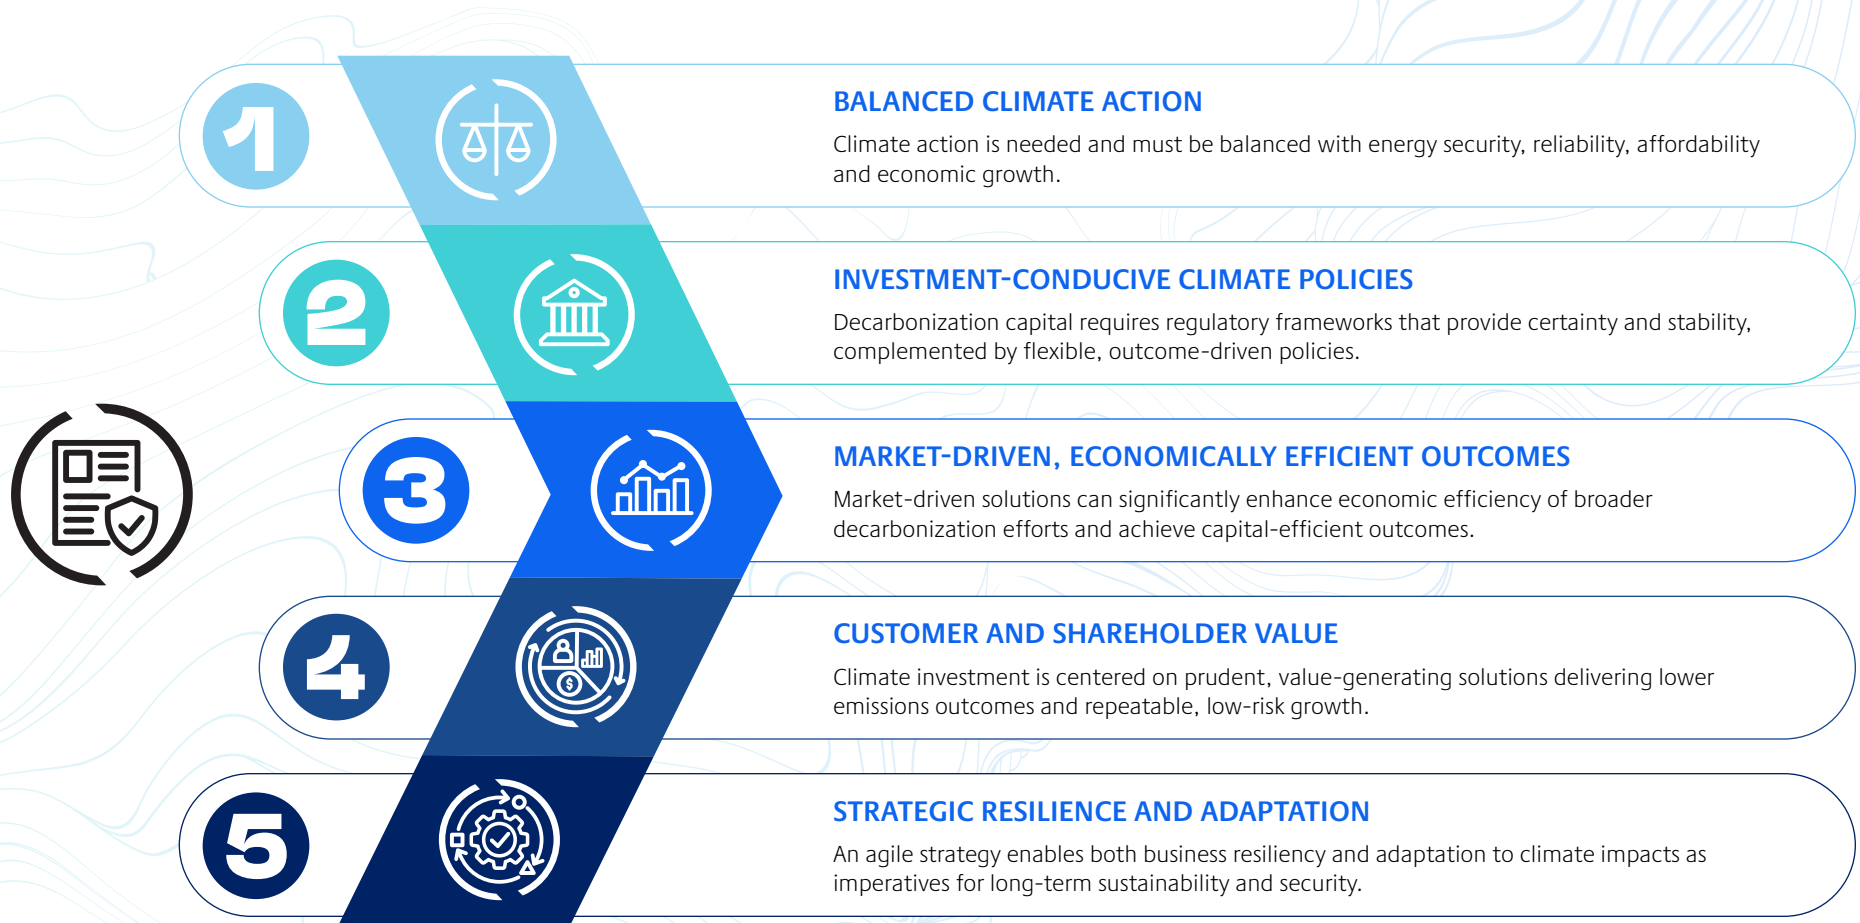 1
BALANCED CLIMATE ACTION
Climate action is needed and must be balanced with energy security, reliability, affordability
and economic growth.
2
INVESTMENT-CONDUCIVE CLIMATE POLICIES
Decarbonization capital requires regulatory frameworks that provide certainty and stability,
complemented by flexible, outcome-driven policies.
3
MARKET-DRIVEN, ECONOMICALLY EFFICIENT OUTCOMES
Market-driven solutions can significantly enhance economic efficiency of broader
decarbonization efforts and achieve capital-efficient outcomes.
4
$
CUSTOMER AND SHAREHOLDER VALUE
Climate investment is centered on prudent, value-generating solutions delivering lower
emissions outcomes and repeatable, low-risk growth.
5
STRATEGIC RESILIENCE AND ADAPTATION
An agile strategy enables both business resiliency and adaptation to climate impacts as
imperatives for long-term sustainability and security.